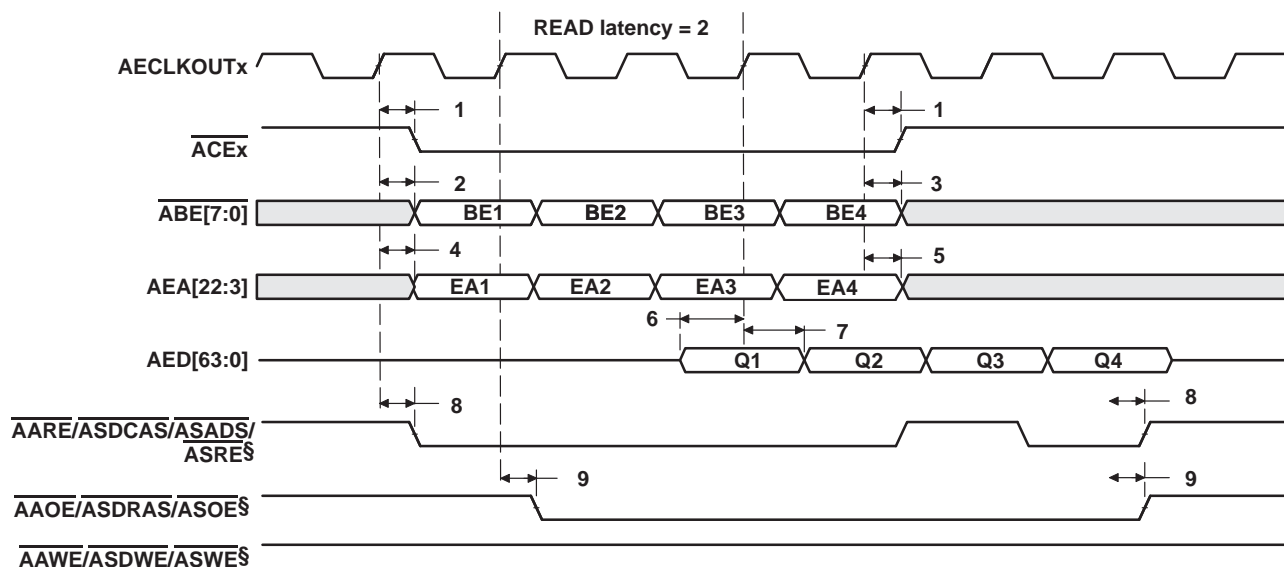 READ latency = 2
AECLKOUTx
1 1
ACEx
2 3
ABE[7:0] BE1 BE2 BE3 BE4
4 5
AEA[22:3] EA1 EA2 EA3 EA4
6 7
AED[63:0] Q1 Q2 Q3 Q4
8 8
AARE/ASDCAS/ASADS/
ASRE§
9 9
AAOE/ASDRAS/ASOE§
AAWE/ASDWE/ASWE§